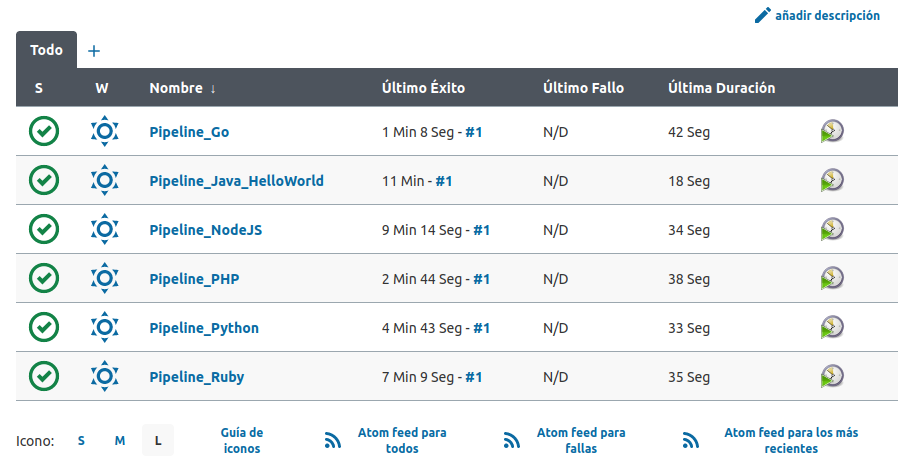 añadir descripción
Todo +
S W Nombre ↓ Último Éxito Último Fallo Última Duración
Pipeline_Go 1 Min 8 Seg - #1 N/D 42 Seg
Pipeline_Java_HelloWorld 11 Min - #1 N/D 18 Seg
Pipeline_NodeJS 9 Min 14 Seg - #1 N/D 34 Seg
Pipeline_PHP 2 Min 44 Seg - #1 N/D 38 Seg
Pipeline_Python 4 Min 43 Seg - #1 N/D 33 Seg
Pipeline_Ruby 7 Min 9 Seg - #1 N/D 35 Seg
Icono: S M L
Guía de
iconos
Atom feed para
todos
Atom feed para
fallas
Atom feed para los más
recientes